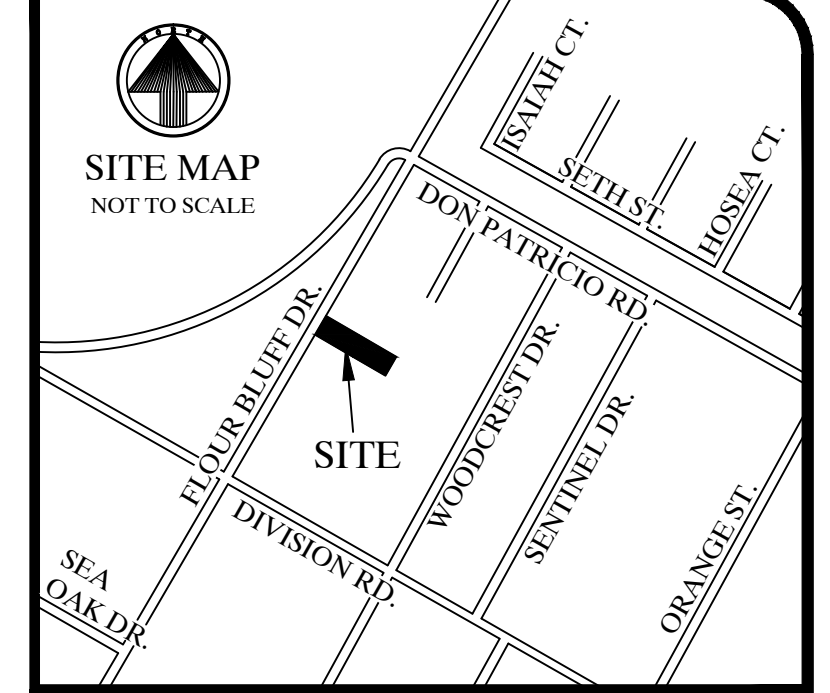 NORTH
SITE MAP
NOT TO SCALE
ISAIAH CT.
SETH ST.
HOSEA CT.
DON PATRICIO RD.
FLOUR BLUFF DR.
SITE
WOODCREST DR.
SENTINEL DR.
ORANGE ST.
DIVISION RD.
SEA
OAK DR.